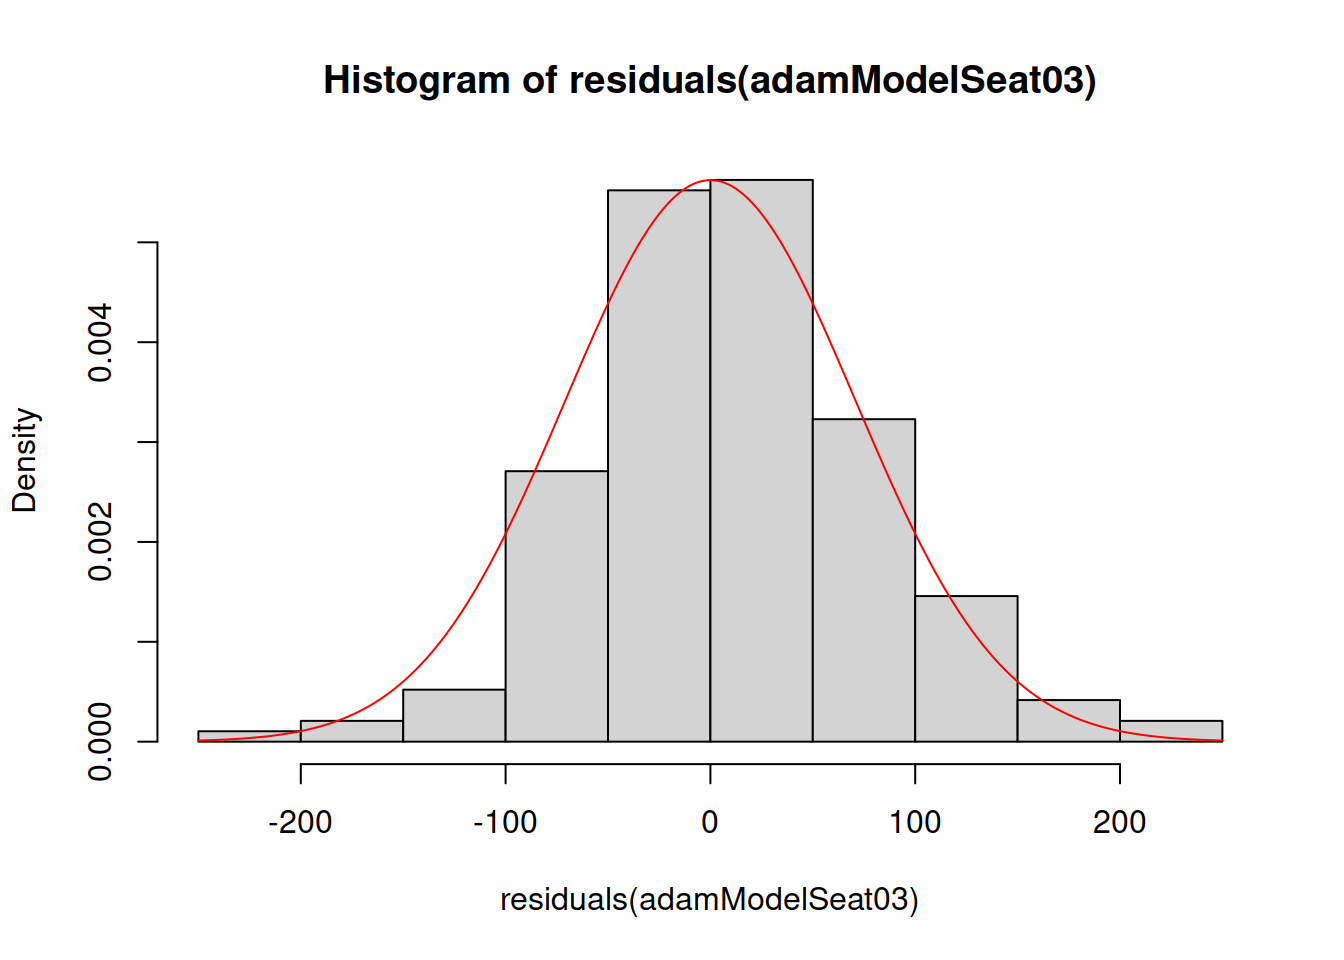 Histogram of residuals(adamModelSeat03)
Density
0.004
0.002
0.000
-200 -100 0 100 200
residuals(adamModelSeat03)